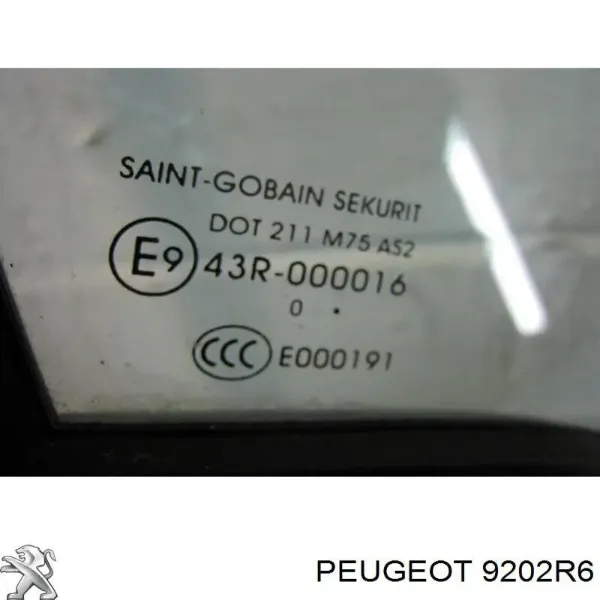 SAINT-GOBAIN SEKURIT
DOT 211 M75 AS2
E9 43R-000016
0 .
CCC E000191
PEUGEOT 9202R6